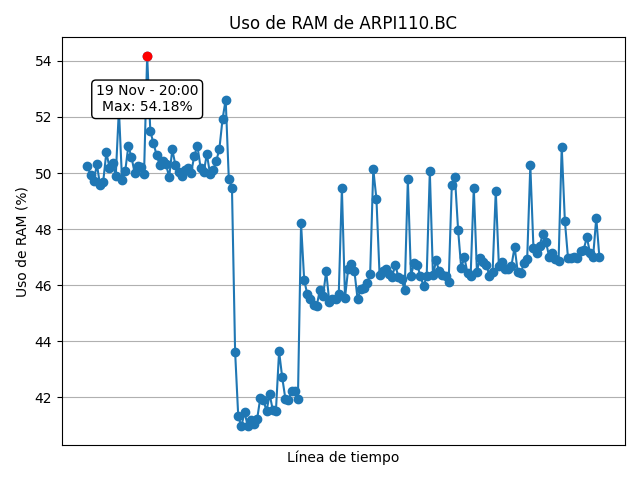 Uso de RAM de ARPI110.BC
Uso de RAM (%)
54
52
50
48
46
44
42
19 Nov - 20:00
Max: 54.18%
Línea de tiempo